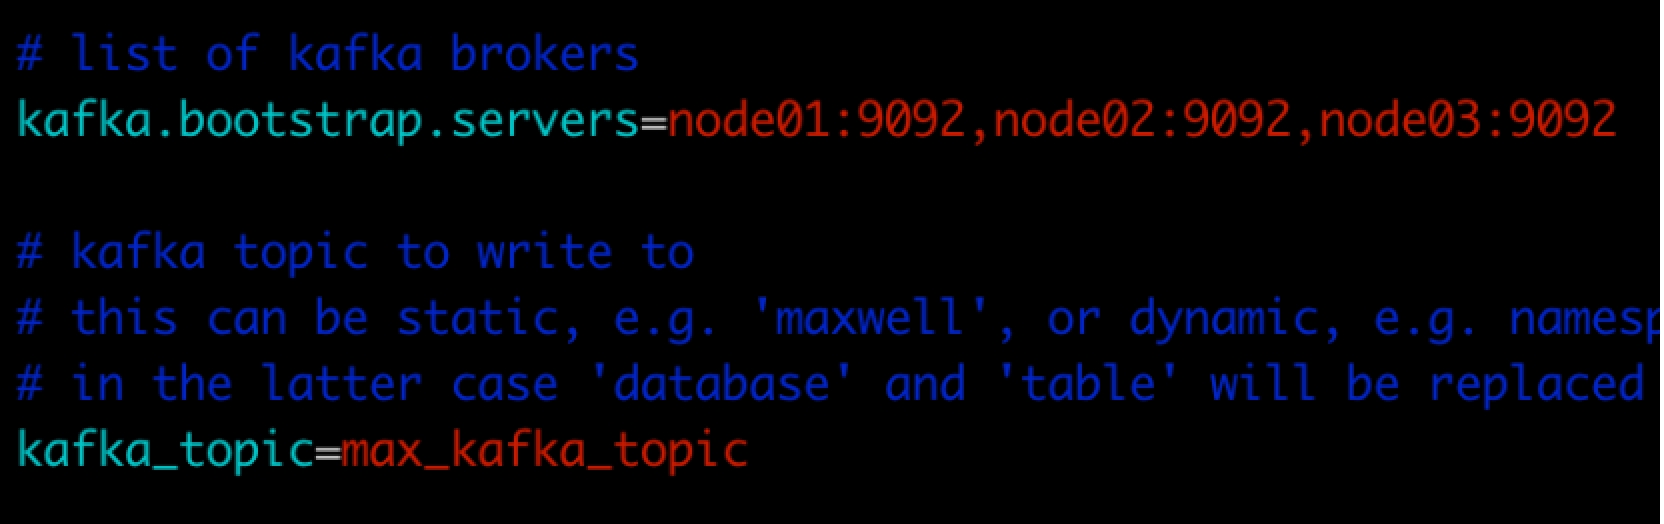 # list of kafka brokers
kafka.bootstrap.servers=node01:9092,node02:9092,node03:9092
# kafka topic to write to
# this can be static, e.g. 'maxwell', or dynamic, e.g. namesp
# in the latter case 'database' and 'table' will be replaced
kafka_topic=max_kafka_topic